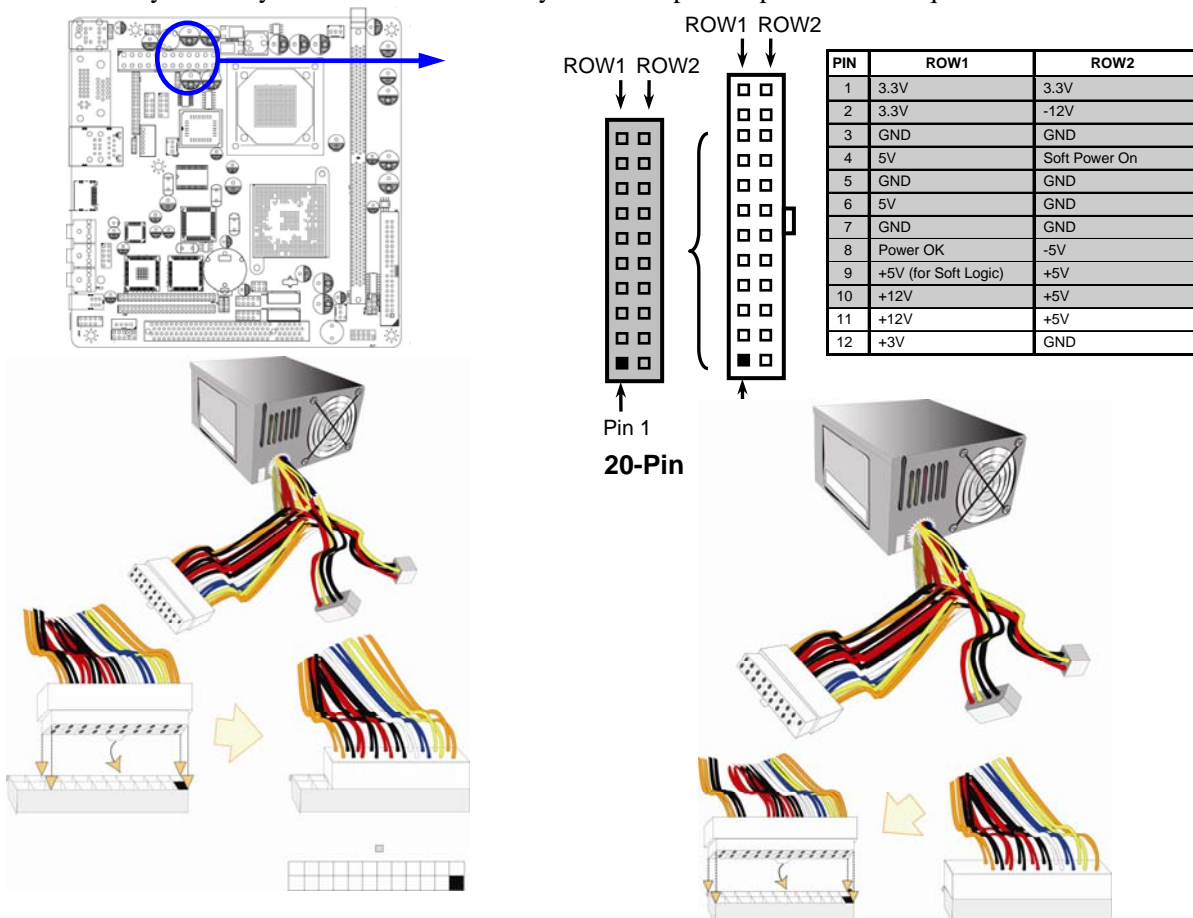 ROW1 ROW2
ROW1 ROW2
PIN ROW1 ROW2
1 3.3V 3.3V
2 3.3V -12V
3 GND GND
4 5V Soft Power On
5 GND GND
6 5V GND
7 GND GND
8 Power OK -5V
9 +5V (for Soft Logic) +5V
10 +12V +5V
11 +12V +5V
12 +3V GND
Pin 1
20-Pin